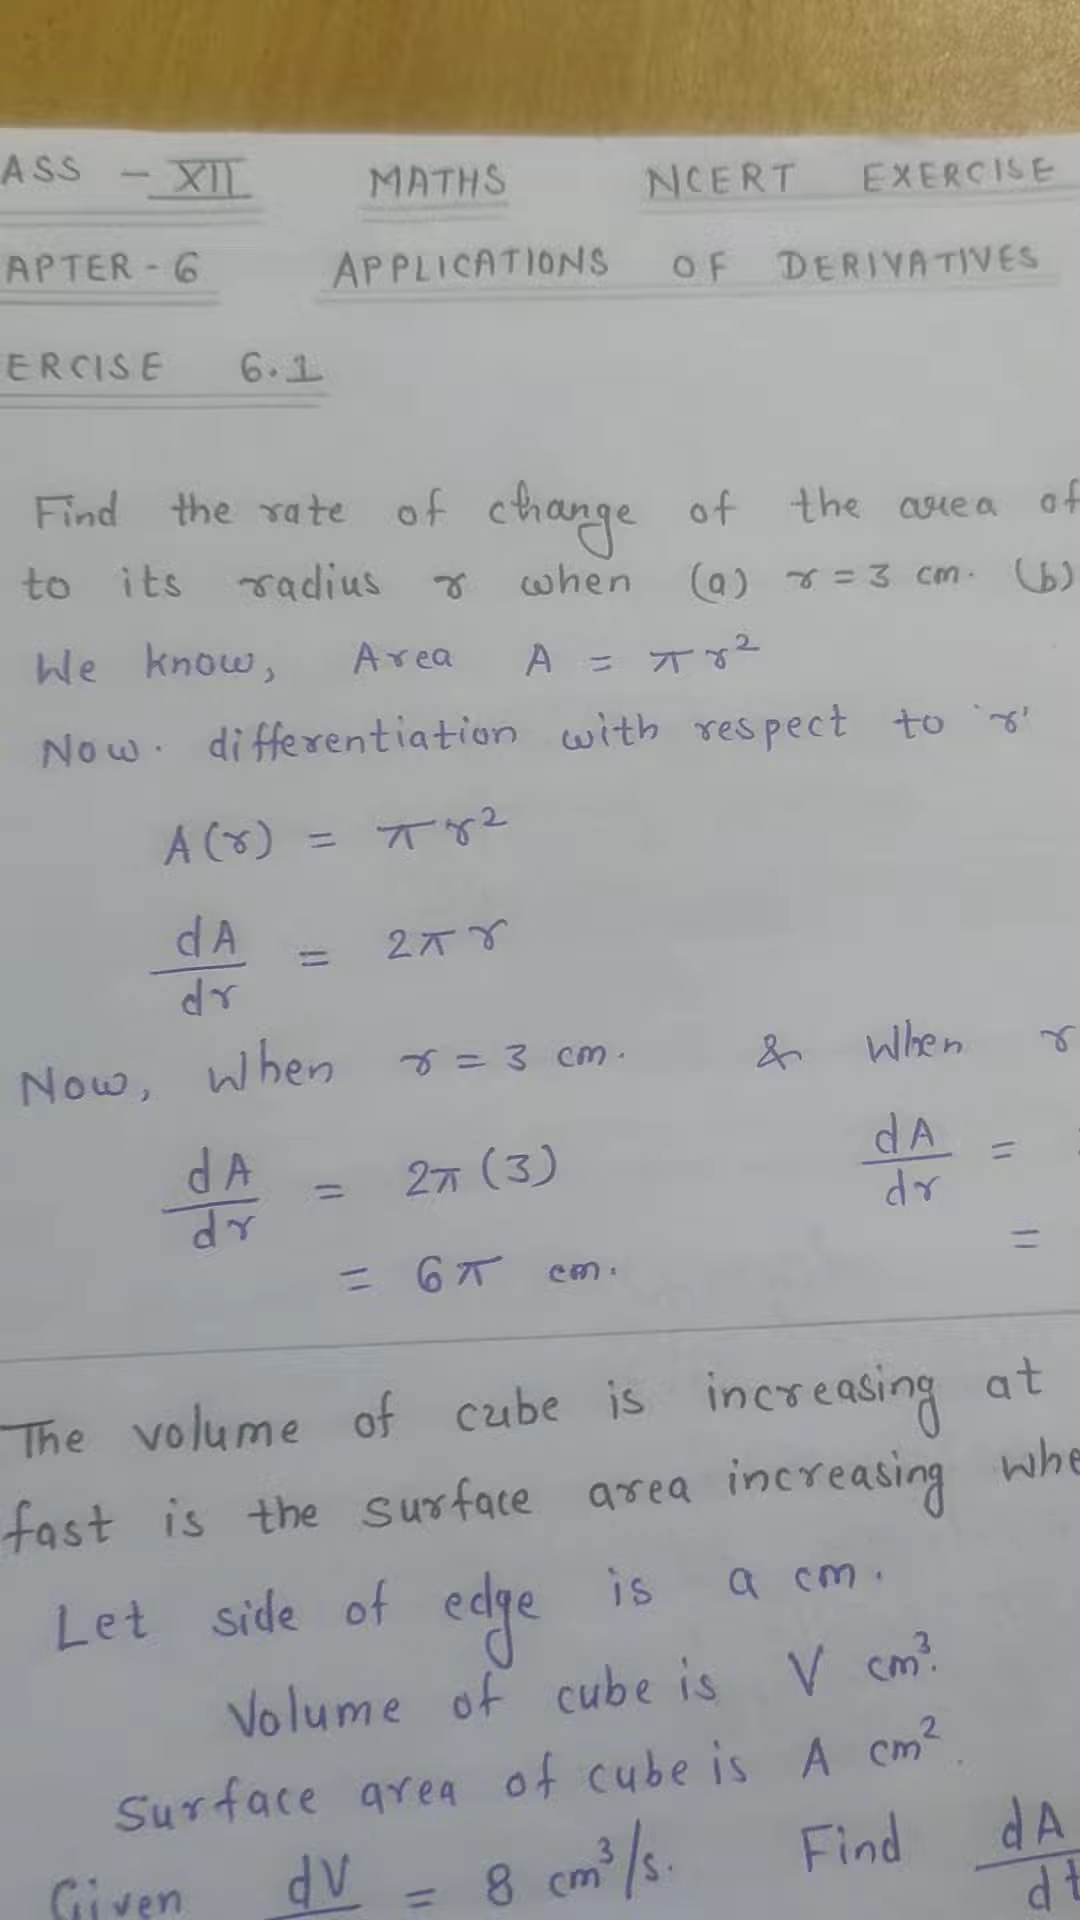 ASS - XII MATHS NCERT EXERCISE
APTER - 6 APPLICATIONS OF DERIVATIVES
ERCISE 6.1
Find the rate of change of the area of
to its radius r when (a) r = 3 cm. (b)
We know, Area A = πr²
Now. differentiation with respect to 'r'
A(r) = πr²
dA/dr = 2πr
Now, when r = 3 cm. & When r
dA/dr = 2π(3) dA/dr =
= 6π cm. =
The volume of cube is increasing at
fast is the surface area increasing whe
Let side of edge is a cm.
Volume of cube is V cm³.
Surface area of cube is A cm².
Given dV = 8 cm³/s. Find dA/dt